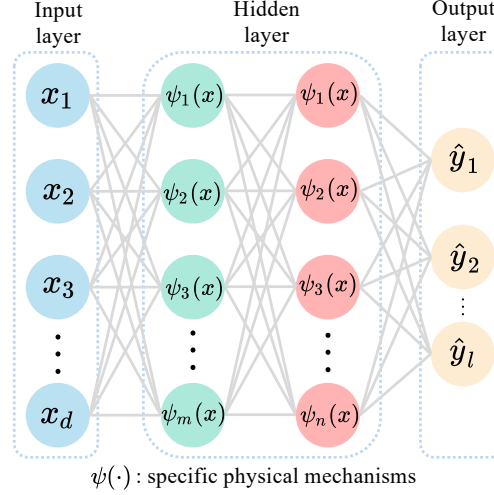 Input
layer
Hidden
layer
Output
layer
x₁
x₂
x₃
⋮
x_d
ψ₁(x)
ψ₂(x)
ψ₃(x)
⋮
ψₘ(x)
ψ₁(x)
ψ₂(x)
ψ₃(x)
⋮
ψₙ(x)
ŷ₁
ŷ₂
⋮
ŷₗ
ψ(·) : specific physical mechanisms